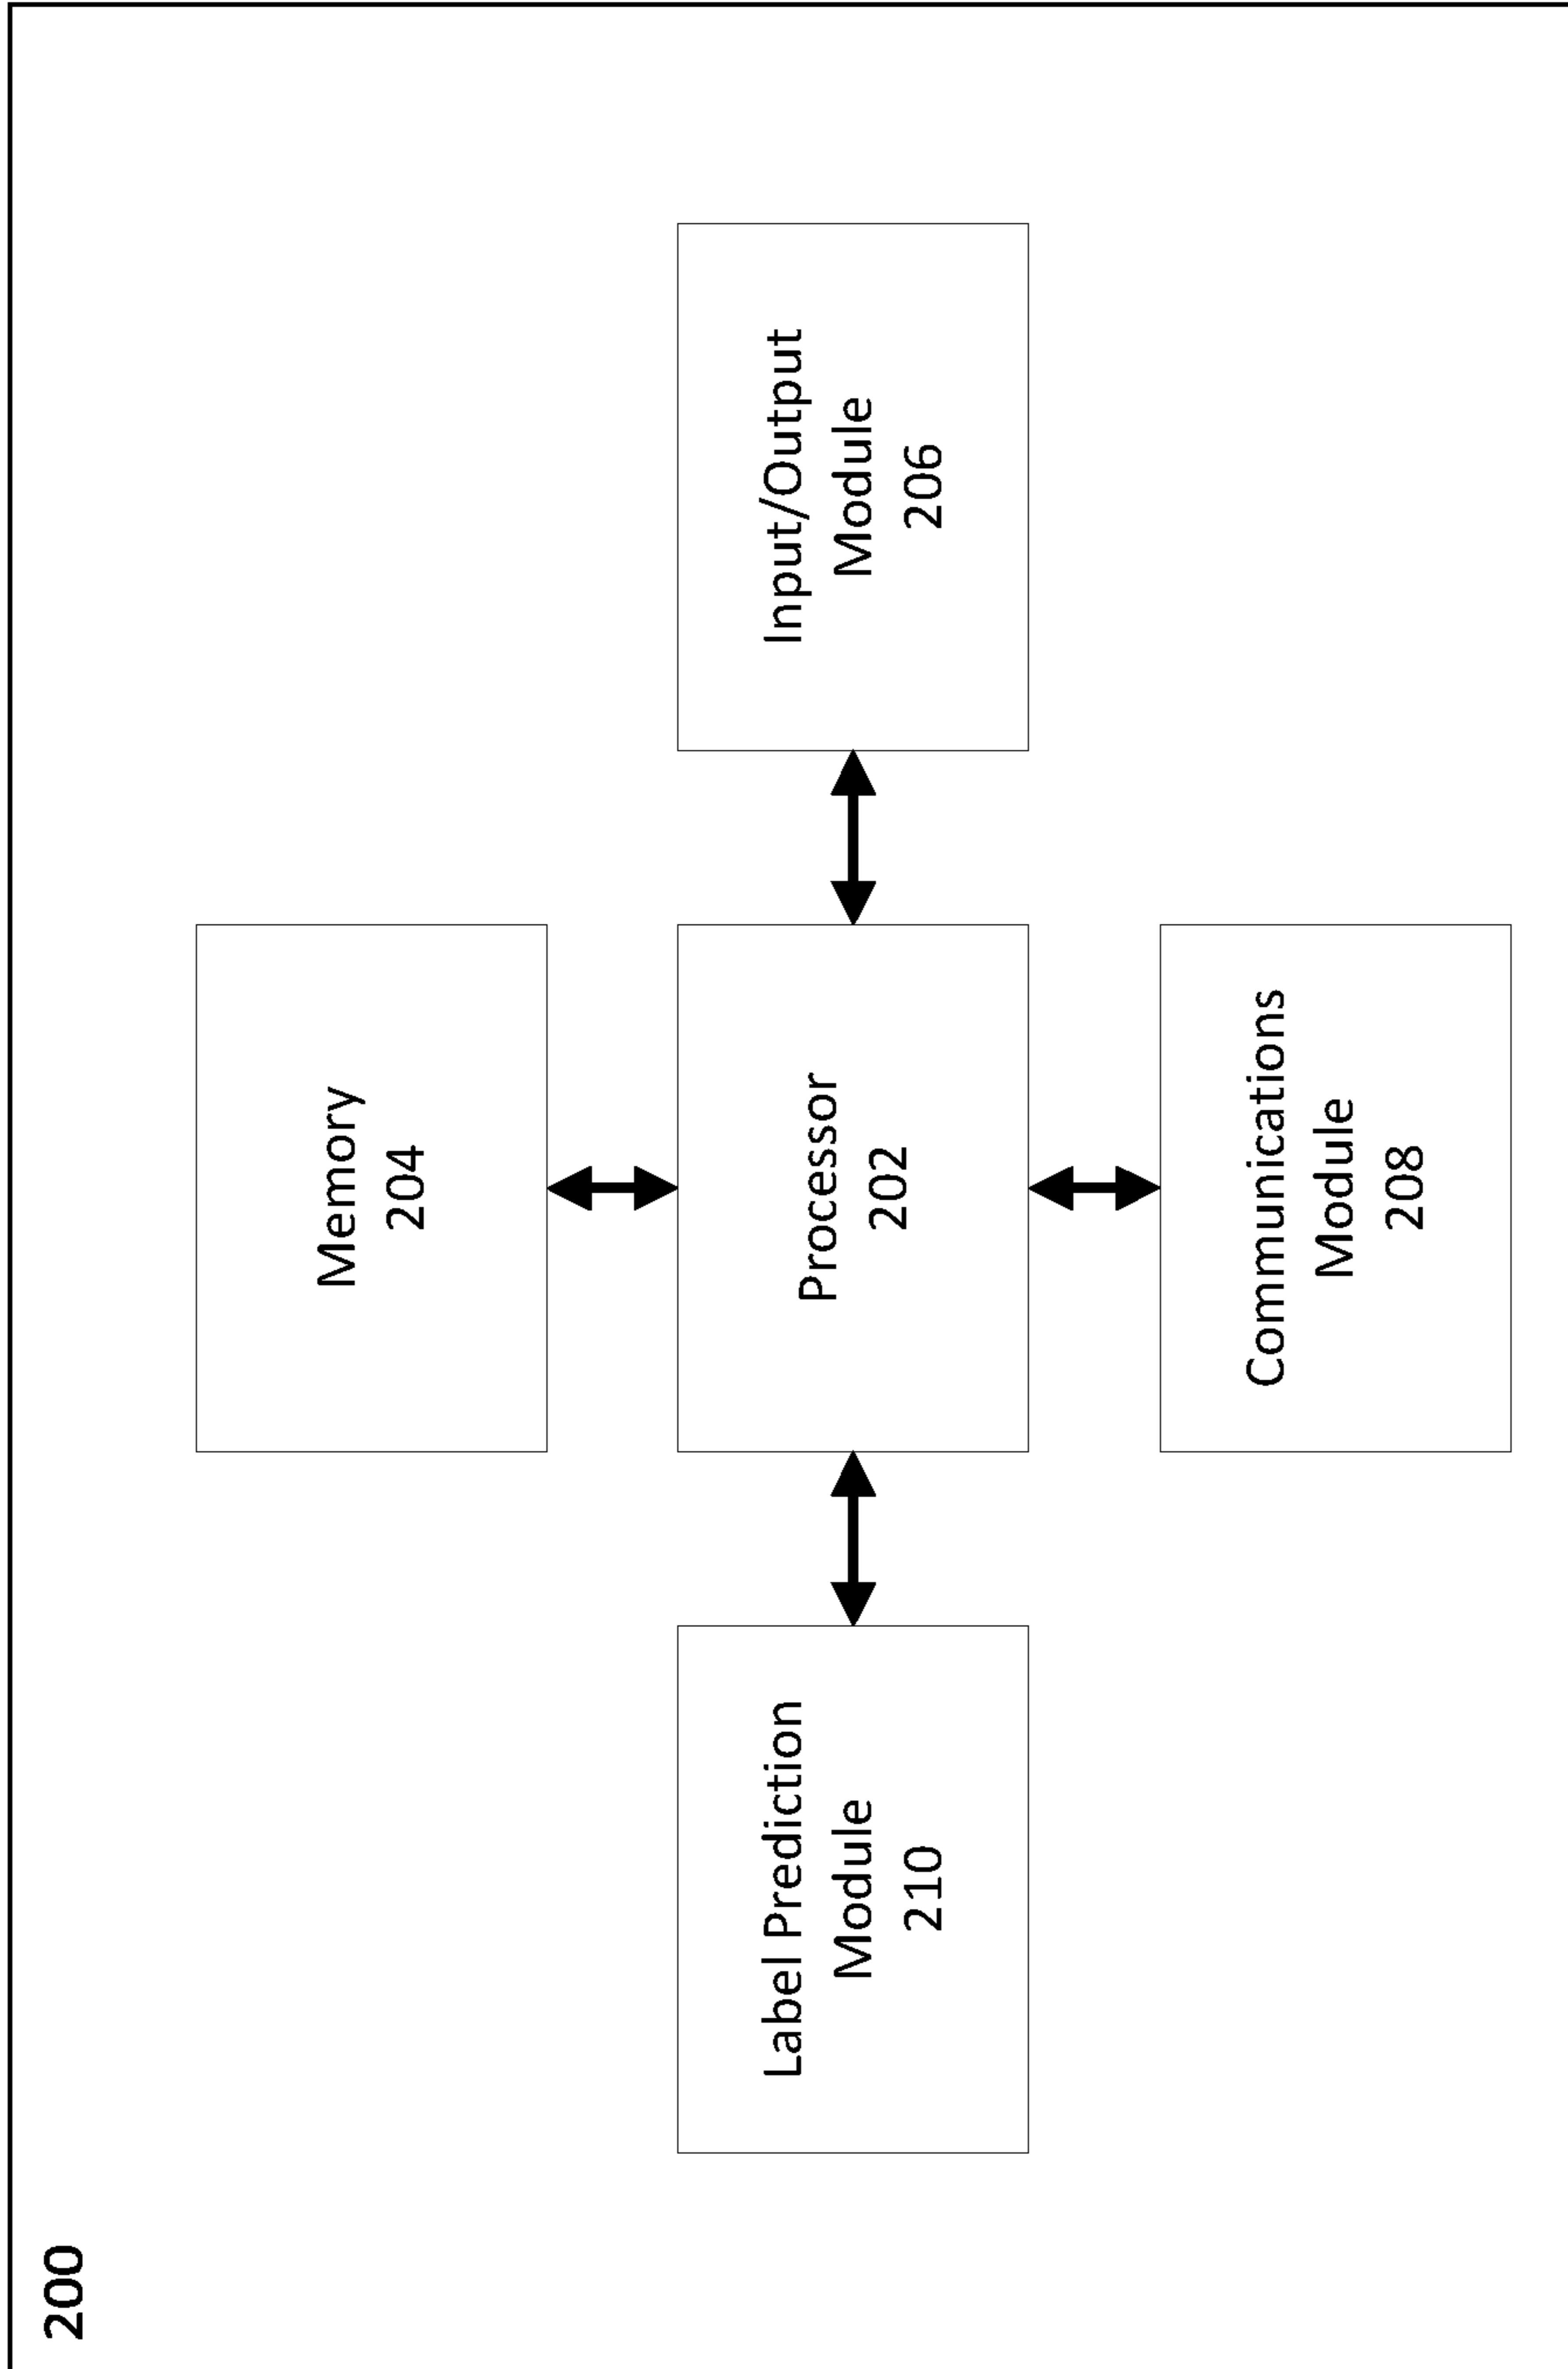 200
Memory
204
Label Prediction
Module
210
Processor
202
Input/Output
Module
206
Communications
Module
208